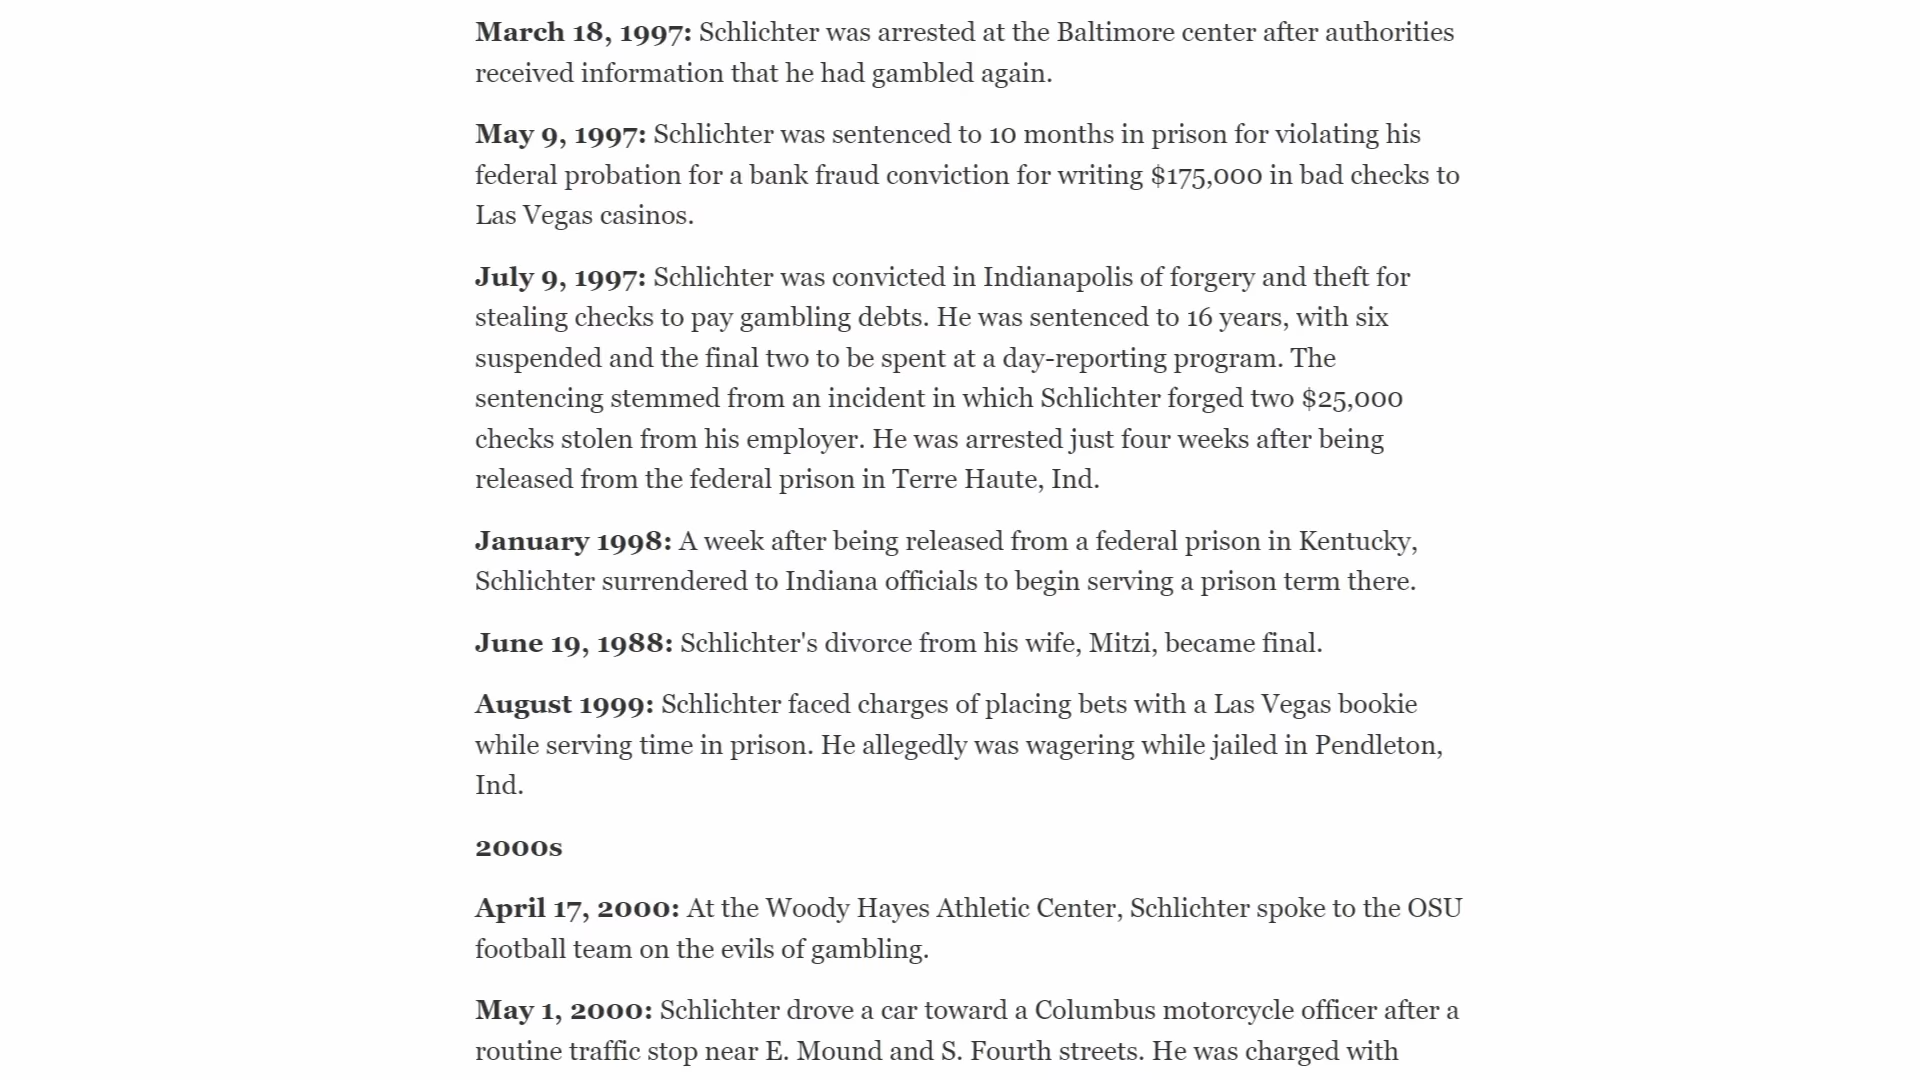 March 18, 1997: Schlichter was arrested at the Baltimore center after authorities
received information that he had gambled again.
May 9, 1997: Schlichter was sentenced to 10 months in prison for violating his
federal probation for a bank fraud conviction for writing $175,000 in bad checks to
Las Vegas casinos.
July 9, 1997: Schlichter was convicted in Indianapolis of forgery and theft for
stealing checks to pay gambling debts. He was sentenced to 16 years, with six
suspended and the final two to be spent at a day-reporting program. The
sentencing stemmed from an incident in which Schlichter forged two $25,000
checks stolen from his employer. He was arrested just four weeks after being
released from the federal prison in Terre Haute, Ind.
January 1998: A week after being released from a federal prison in Kentucky,
Schlichter surrendered to Indiana officials to begin serving a prison term there.
June 19, 1988: Schlichter's divorce from his wife, Mitzi, became final.
August 1999: Schlichter faced charges of placing bets with a Las Vegas bookie
while serving time in prison. He allegedly was wagering while jailed in Pendleton,
Ind.
2000s
April 17, 2000: At the Woody Hayes Athletic Center, Schlichter spoke to the OSU
football team on the evils of gambling.
May 1, 2000: Schlichter drove a car toward a Columbus motorcycle officer after a
routine traffic stop near E. Mound and S. Fourth streets. He was charged with